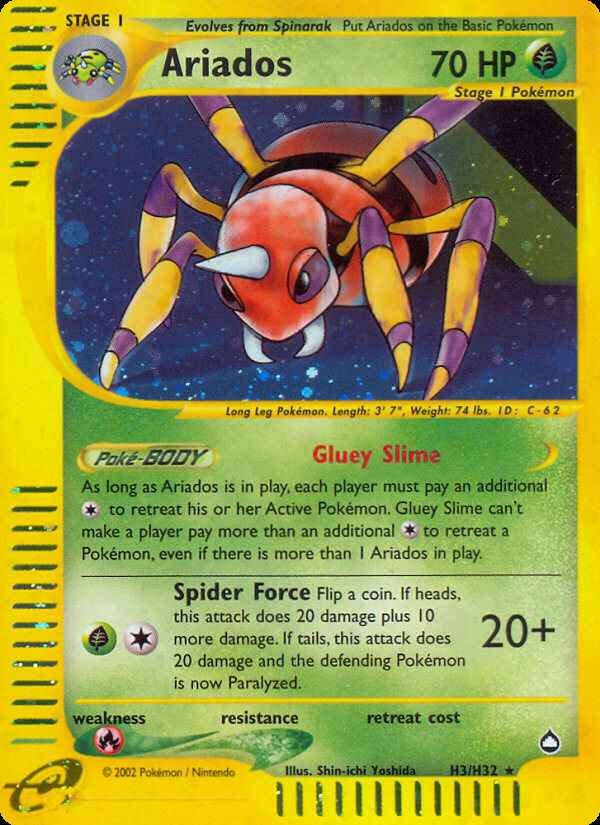 STAGE 1
Evolves from Spinarak Put Ariados on the Basic Pokémon
Ariados 70 HP
Stage 1 Pokémon
Long Leg Pokémon. Length: 3' 7", Weight: 74 lbs. ID: C-62
Poké-BODY Gluey Slime
As long as Ariados is in play, each player must pay an additional
to retreat his or her Active Pokémon. Gluey Slime can't
make a player pay more than an additional to retreat a
Pokémon, even if there is more than 1 Ariados in play.
Spider Force Flip a coin. If heads,
this attack does 20 damage plus 10
more damage. If tails, this attack does
20 damage and the defending Pokémon
is now Paralyzed.
20+
weakness resistance retreat cost
© 2002 Pokémon / Nintendo Illus. Shin-ichi Yoshida H3/H32 ★